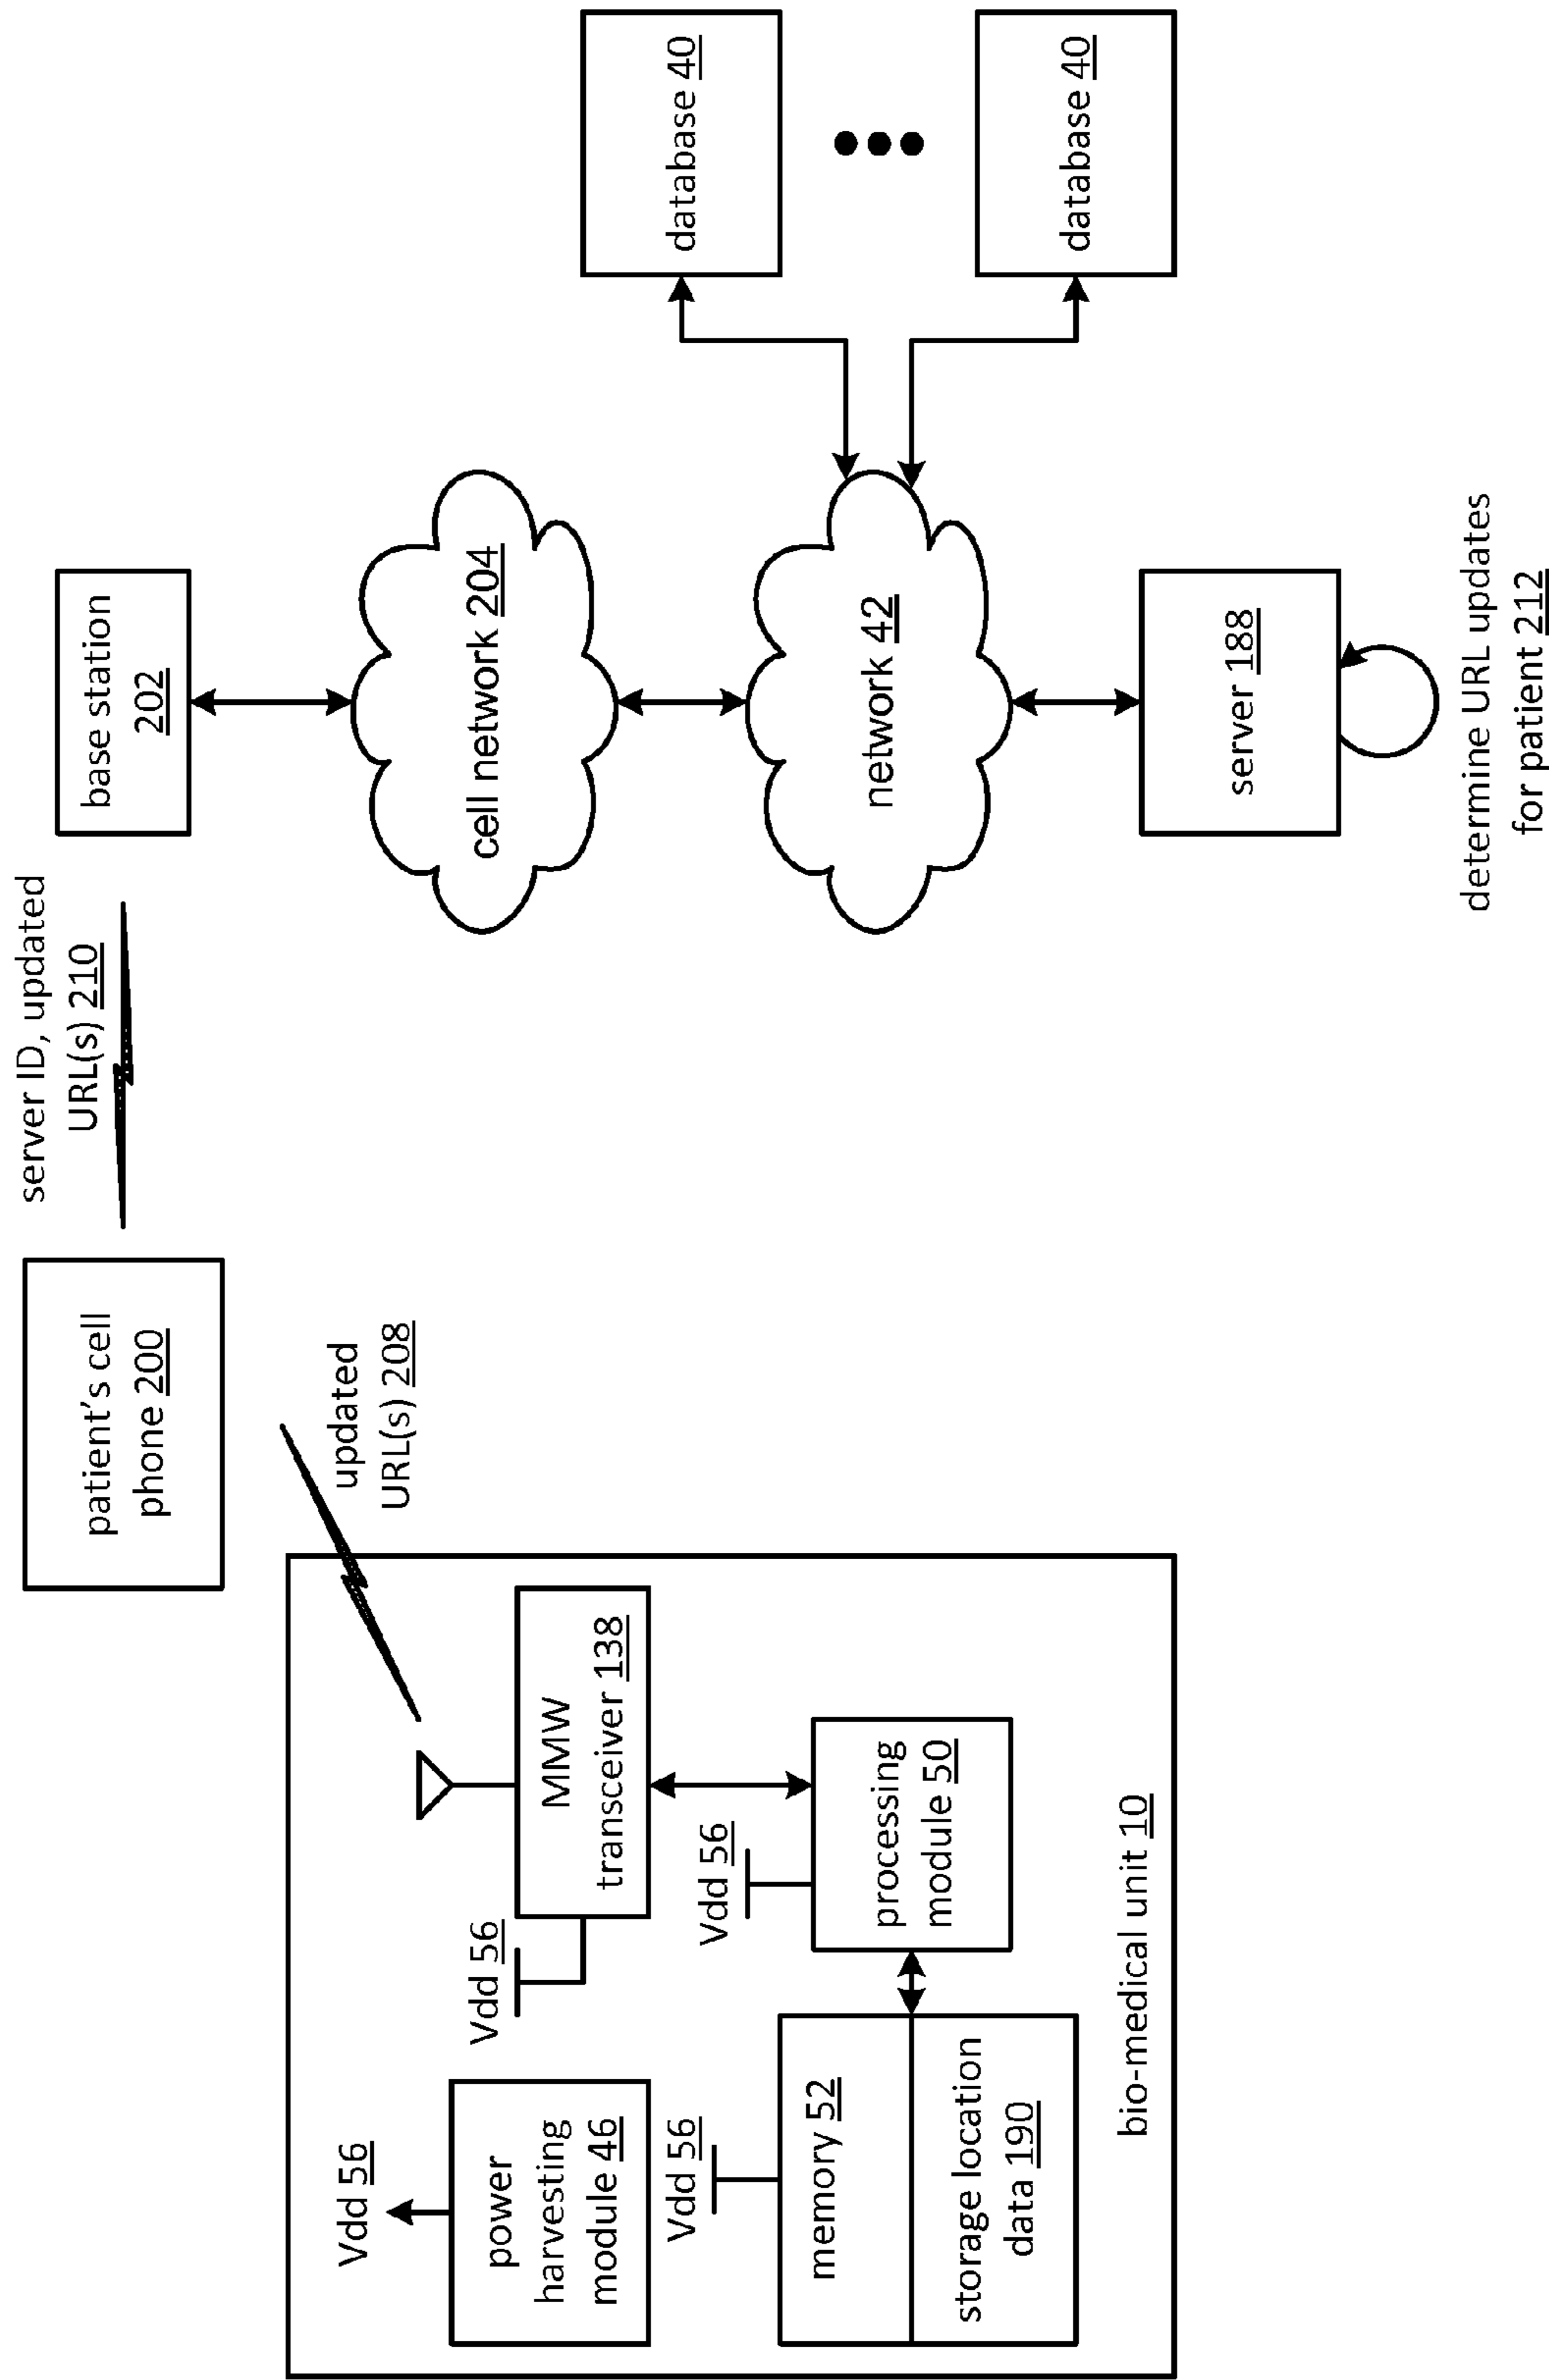 patient's cell
phone 200
server ID, updated
URL(s) 210
base station
202
updated
URL(s) 208
cell network 204
Vdd 56
power
harvesting
module 46
Vdd 56
MMW
transceiver 138
Vdd 56
memory 52
storage location
data 190
Vdd 56
processing
module 50
bio-medical unit 10
network 42
database 40
database 40
server 188
determine URL updates
for patient 212